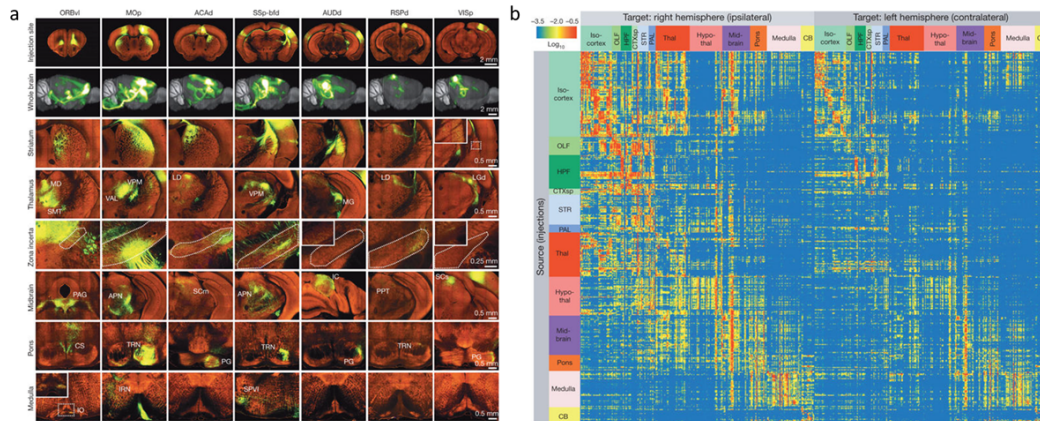 a
ORBvl MOp ACAd SSp-bfd AUDd RSPd VISp
Injection site
2 mm
Whole brain
2 mm
Striatum
0.5 mm
Thalamus
MD
SMT
VPM
VAL
LD
VPM
MG
LD
LGd
0.5 mm
Zona incerta
0.25 mm
Midbrain
PAG
APN
SCm
APN
IC
PPT
SCs
0.5 mm
Pons
CS
TRN
PG
TRN
PG
TRN
PG
0.5 mm
Medulla
IO
IRN
SPVI
0.5 mm
b
−3.5 −2.0 −0.5
Log10
Target: right hemisphere (ipsilateral)
Target: left hemisphere (contralateral)
Iso-
cortex
OLF
HPF
CTXsp
STR
PAL
Thal
Hypo-
thal
Mid-
brain
Pons
Medulla
CB
Iso-
cortex
OLF
HPF
CTXsp
STR
PAL
Thal
Hypo-
thal
Mid-
brain
Pons
Medulla
Source (injections)
Iso-
cortex
OLF
HPF
CTXsp
STR
PAL
Thal
Hypo-
thal
Mid-
brain
Pons
Medulla
CB